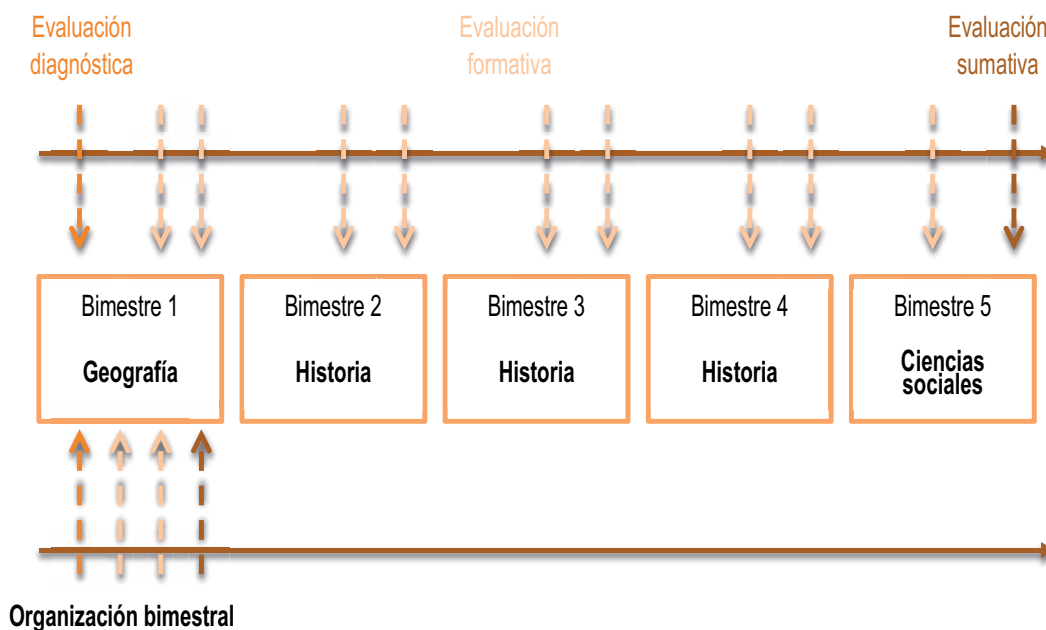 Evaluación
diagnóstica
Evaluación
formativa
Evaluación
sumativa
Bimestre 1
Geografía
Bimestre 2
Historia
Bimestre 3
Historia
Bimestre 4
Historia
Bimestre 5
Ciencias
sociales
Organización bimestral